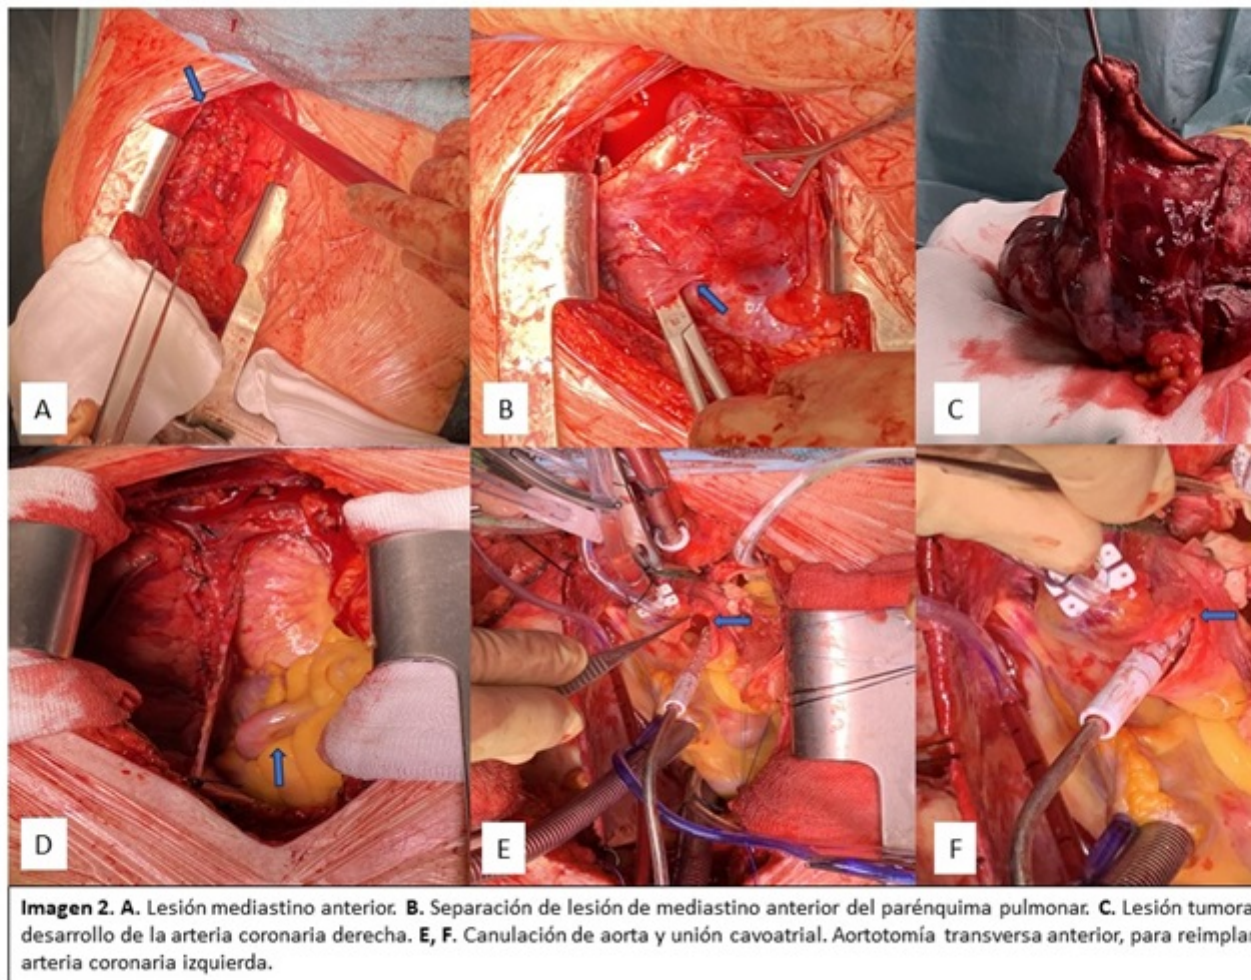 A
B
C
D
E
F
Imagen 2. A. Lesión mediastino anterior. B. Separación de lesión de mediastino anterior del parénquima pulmonar. C. Lesión tumora
desarrollo de la arteria coronaria derecha. E, F. Canulación de aorta y unión cavoatrial. Aortotomía transversa anterior, para reimplan
arteria coronaria izquierda.